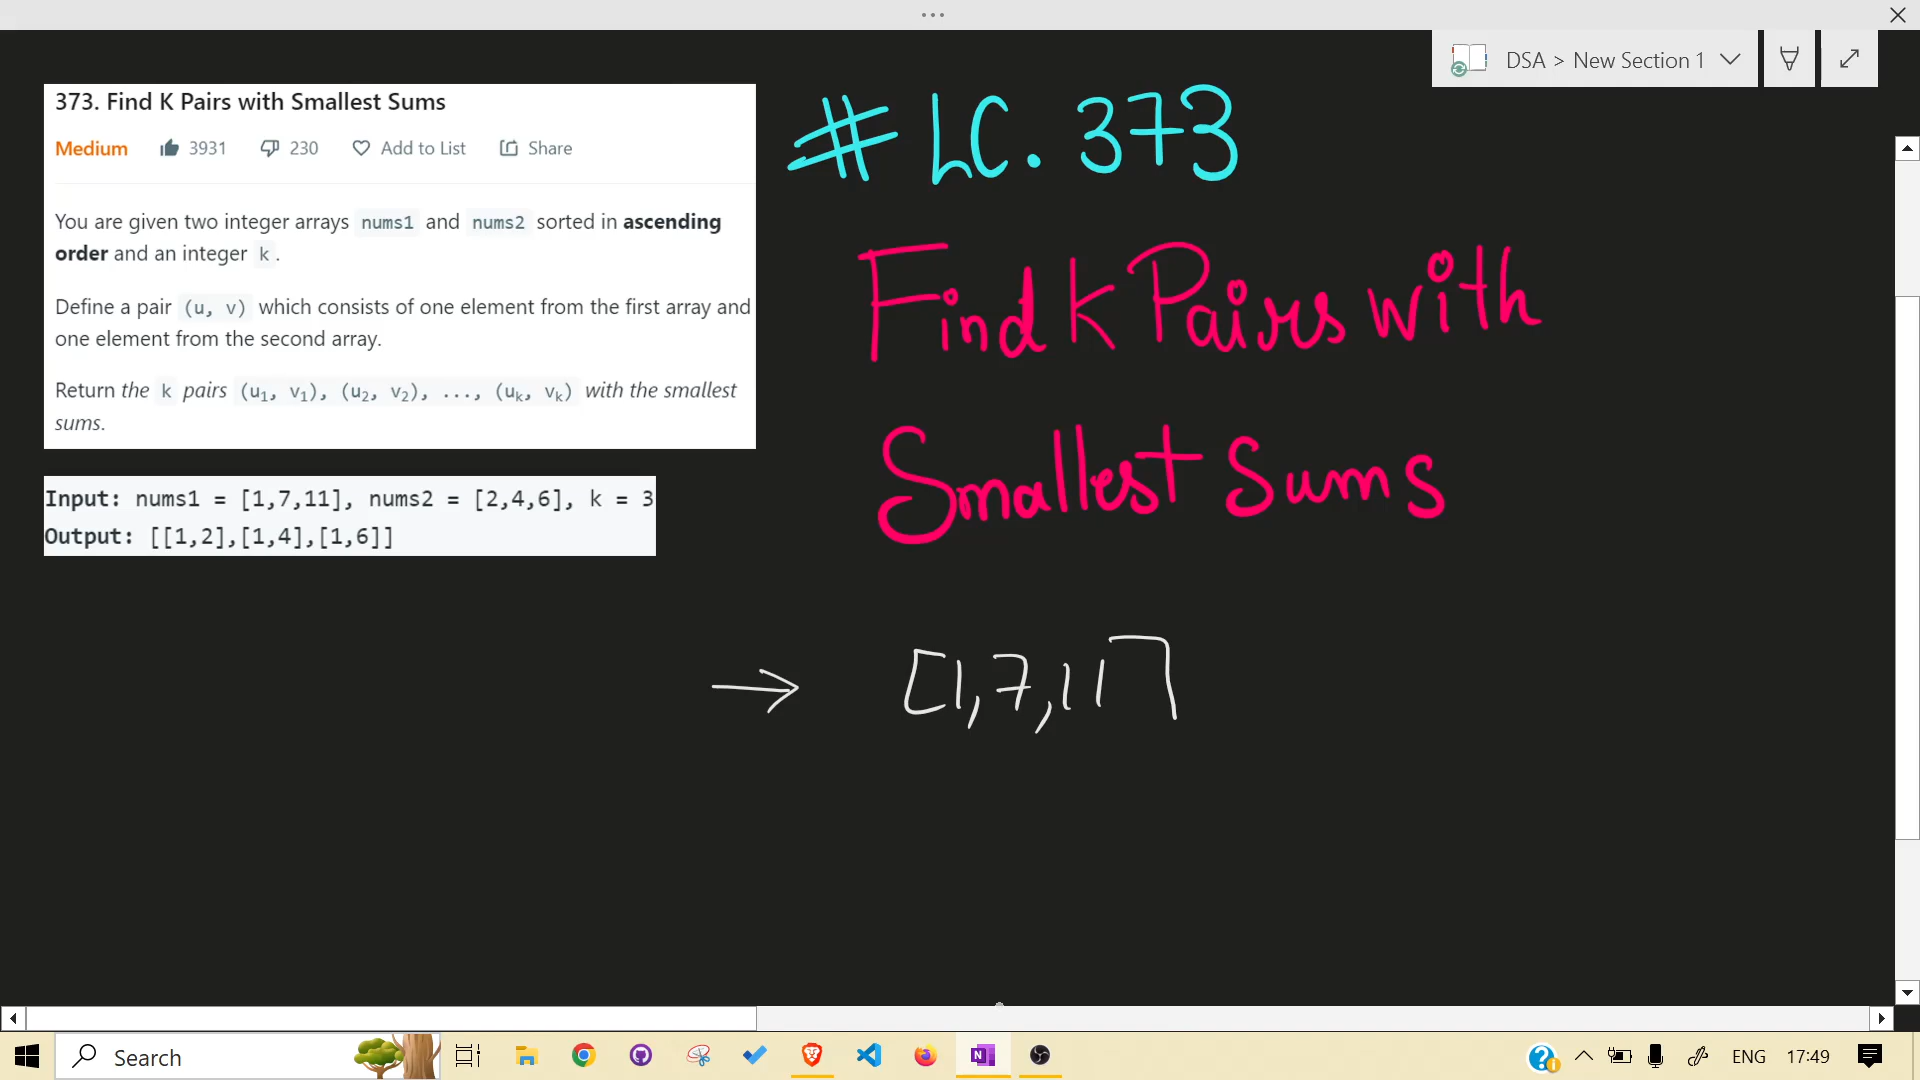 ...
DSA > New Section 1
373. Find K Pairs with Smallest Sums
Medium 3931 230 Add to List Share
You are given two integer arrays nums1 and nums2 sorted in ascending
order and an integer k.
Define a pair (u, v) which consists of one element from the first array and
one element from the second array.
Return the k pairs (u₁, v₁), (u₂, v₂), ..., (uₖ, vₖ) with the smallest
sums.
Input: nums1 = [1,7,11], nums2 = [2,4,6], k = 3
Output: [[1,2],[1,4],[1,6]]
# LC. 373
Find K Pairs with
Smallest Sums
→ [1,7,11]
Search
ENG 17:49